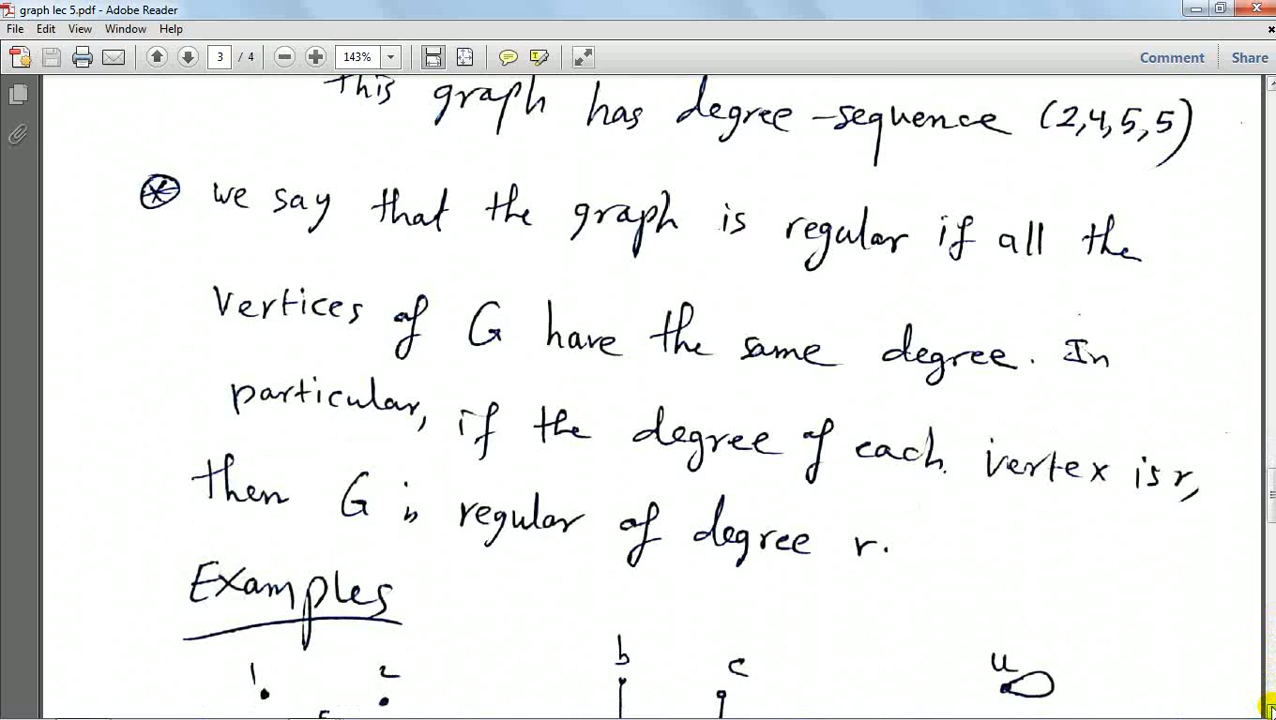 graph lec 5.pdf - Adobe Reader
File Edit View Window Help
3 / 4 143% Comment Share
This graph has degree-sequence (2,4,5,5)
we say that the graph is regular if all the
vertices of G have the same degree. In
particular, if the degree of each vertex is r,
then G is regular of degree r.
Examples
b c u
1 2